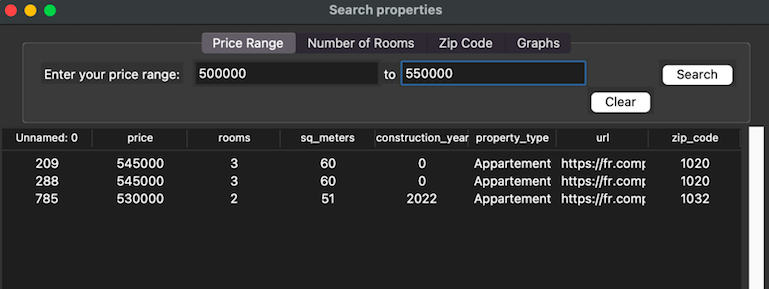 Search properties
Price Range Number of Rooms Zip Code Graphs
Enter your price range: 500000 to 550000 Search
Clear
Unnamed: 0 price rooms sq_meters construction_year property_type url zip_code
209 545000 3 60 0 Appartement https://fr.comp 1020
288 545000 3 60 0 Appartement https://fr.comp 1020
785 530000 2 51 2022 Appartement https://fr.comp 1032